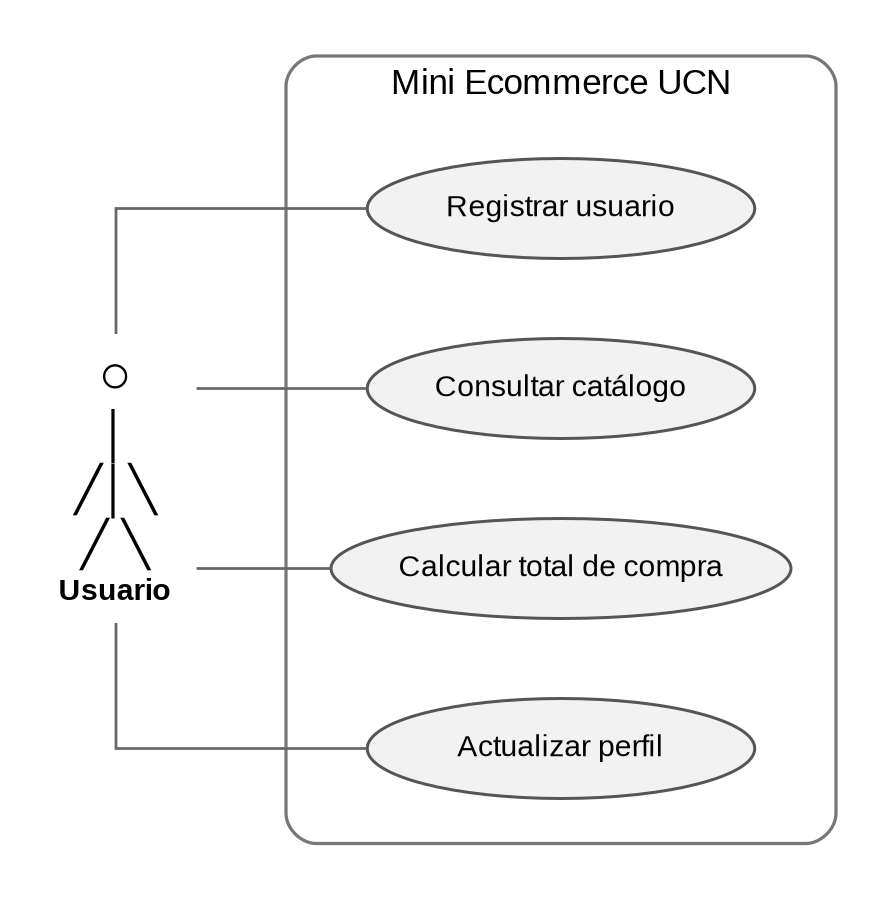 Mini Ecommerce UCN
Registrar usuario
Consultar catálogo
Calcular total de compra
Usuario
Actualizar perfil